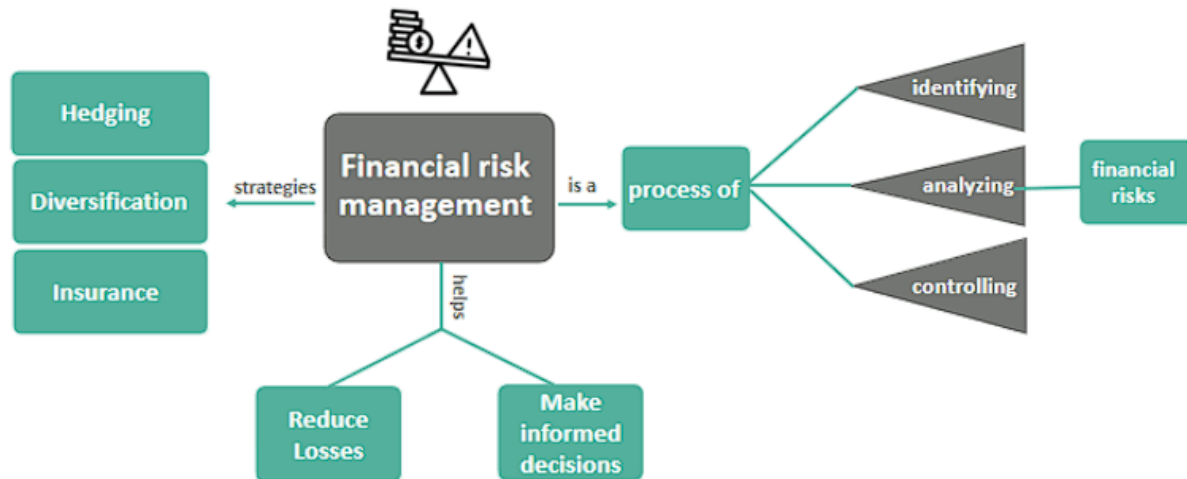 Hedging
Diversification
Insurance
strategies
Financial risk
management
is a
process of
identifying
analyzing
controlling
financial
risks
helps
Reduce
Losses
Make
informed
decisions